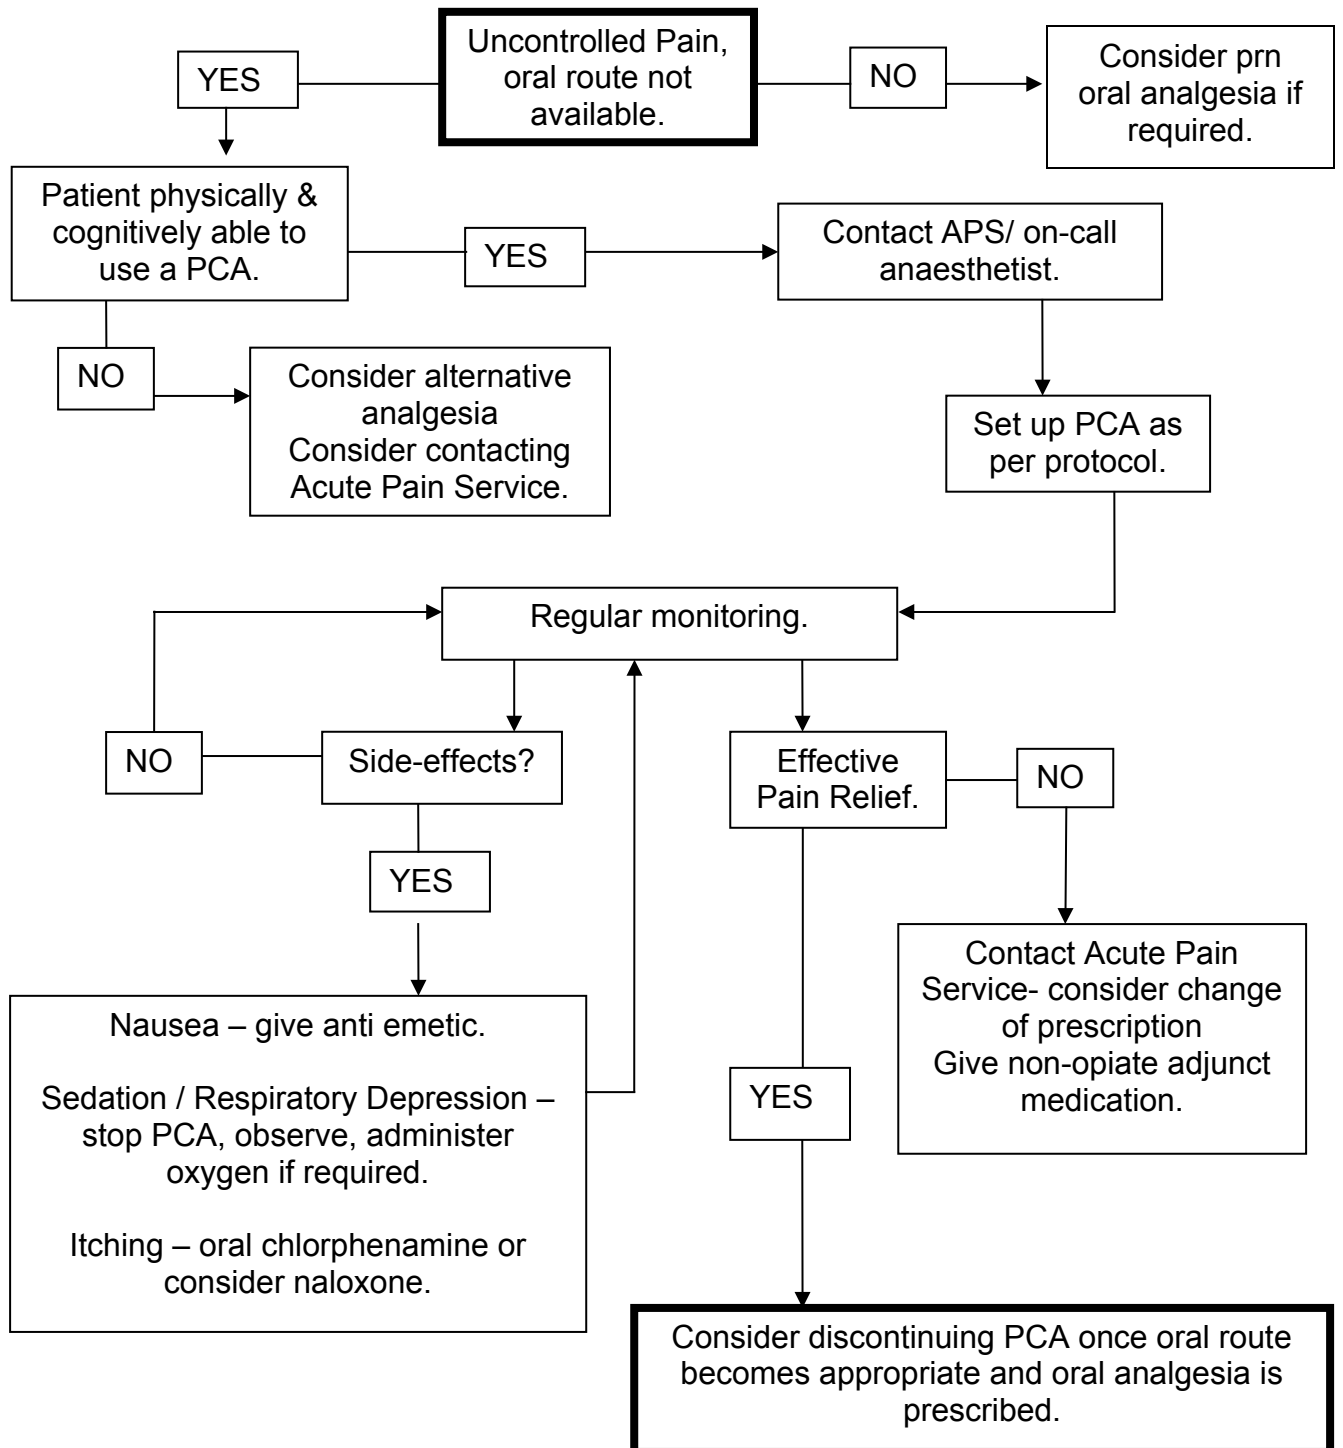 Uncontrolled Pain,
oral route not
available.
YES
NO
Consider prn
oral analgesia if
required.
Patient physically &
cognitively able to
use a PCA.
YES
Contact APS/ on-call
anaesthetist.
NO
Consider alternative
analgesia
Consider contacting
Acute Pain Service.
Set up PCA as
per protocol.
Regular monitoring.
NO
Side-effects?
Effective
Pain Relief.
NO
YES
Nausea – give anti emetic.
Sedation / Respiratory Depression –
stop PCA, observe, administer
oxygen if required.
Itching – oral chlorphenamine or
consider naloxone.
Contact Acute Pain
Service- consider change
of prescription
Give non-opiate adjunct
medication.
YES
Consider discontinuing PCA once oral route
becomes appropriate and oral analgesia is
prescribed.